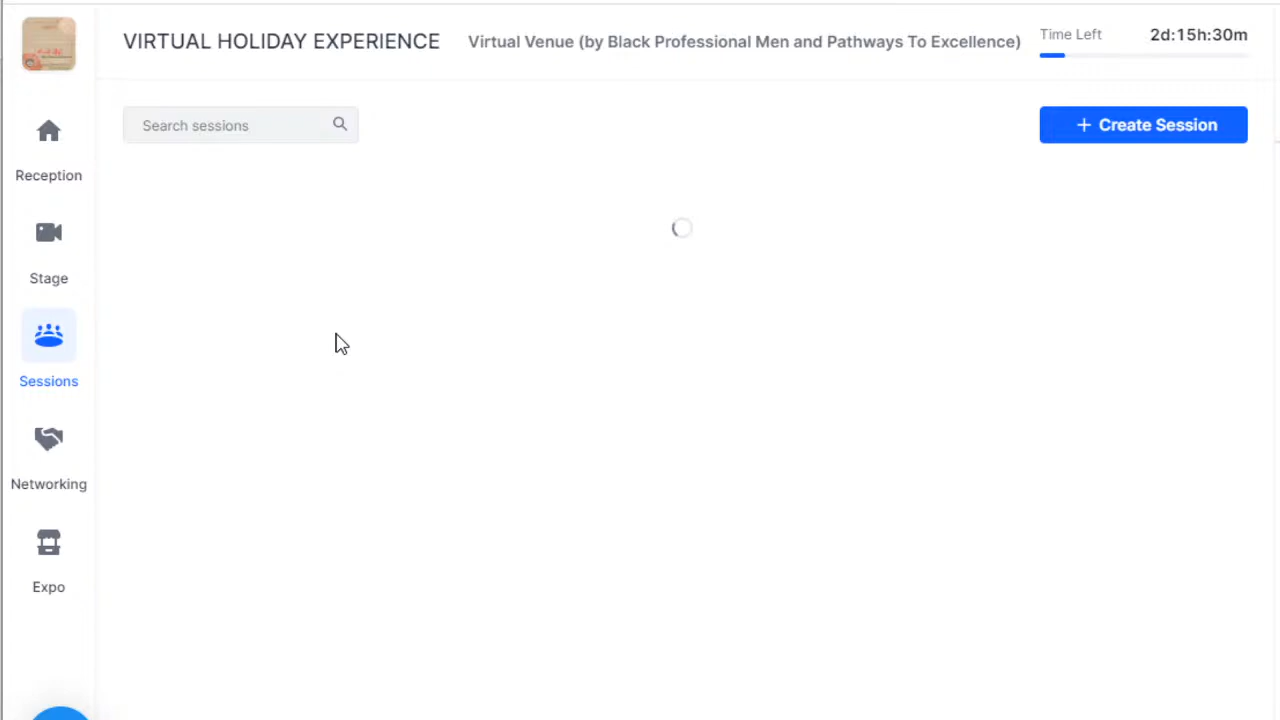 VIRTUAL HOLIDAY EXPERIENCE Virtual Venue (by Black Professional Men and Pathways To Excellence) Time Left 2d:15h:30m
Search sessions + Create Session
Reception
Stage
Sessions
Networking
Expo